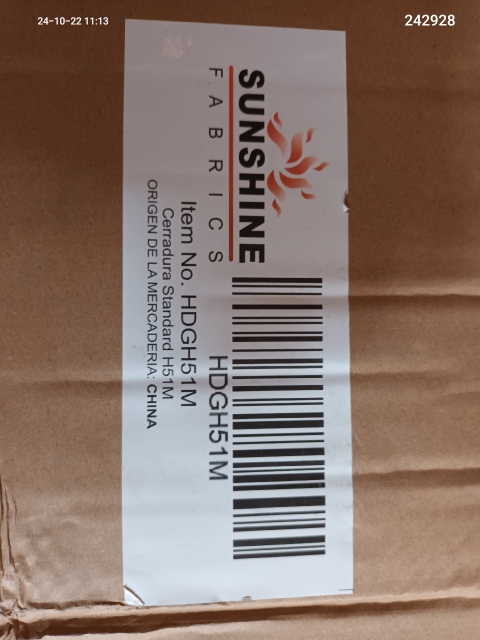 24-10-22 11:13
242928
SUNSHINE
FABRICS
HDGH51M
Item No. HDGH51M
Cerradura Standard H51M
ORIGEN DE LA MERCADERIA: CHINA